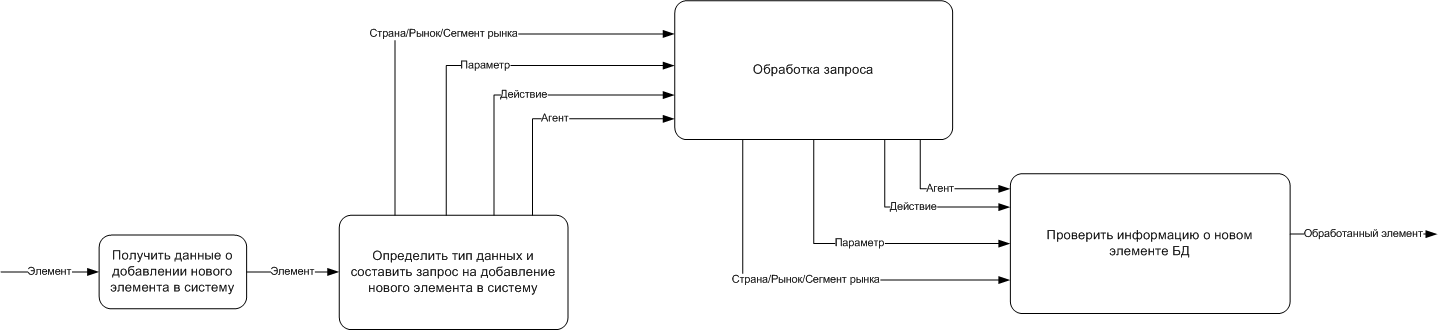 Элемент
Получить данные о
добавлении нового
элемента в систему
Элемент
Определить тип данных и
составить запрос на добавление
нового элемента в систему
Страна/Рынок/Сегмент рынка
Параметр
Действие
Агент
Обработка запроса
Агент
Действие
Параметр
Страна/Рынок/Сегмент рынка
Проверить информацию о новом
элементе БД
Обработанный элемент